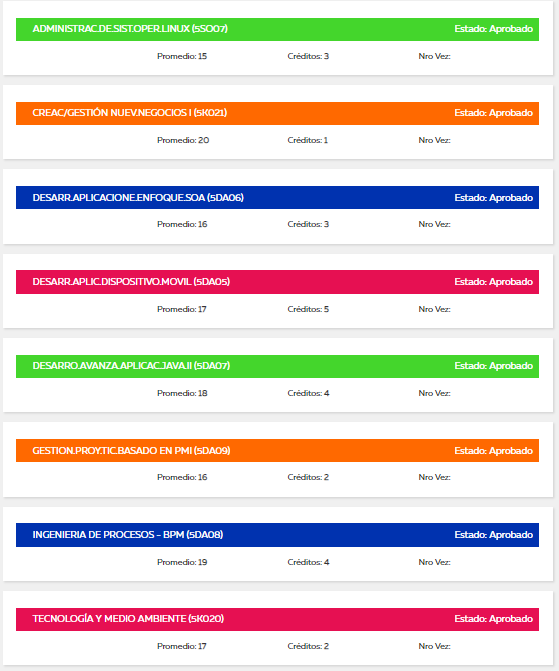 ADMINISTRAC.DE.SIST.OPER.LINUX (5SO07) Estado: Aprobado
Promedio: 15 Créditos: 3 Nro Vez:
CREAC/GESTIÓN NUEV.NEGOCIOS I (5K021) Estado: Aprobado
Promedio: 20 Créditos: 1 Nro Vez:
DESARR.APLICACIONE.ENFOQUE.SOA (5DA06) Estado: Aprobado
Promedio: 16 Créditos: 3 Nro Vez:
DESARR.APLIC.DISPOSITIVO.MOVIL (5DA05) Estado: Aprobado
Promedio: 17 Créditos: 5 Nro Vez:
DESARRO.AVANZA.APLICAC.JAVA.II (5DA07) Estado: Aprobado
Promedio: 18 Créditos: 4 Nro Vez:
GESTION.PROY.TIC.BASADO EN PMI (5DA09) Estado: Aprobado
Promedio: 16 Créditos: 2 Nro Vez:
INGENIERIA DE PROCESOS - BPM (5DA08) Estado: Aprobado
Promedio: 19 Créditos: 4 Nro Vez:
TECNOLOGÍA Y MEDIO AMBIENTE (5K020) Estado: Aprobado
Promedio: 17 Créditos: 2 Nro Vez: